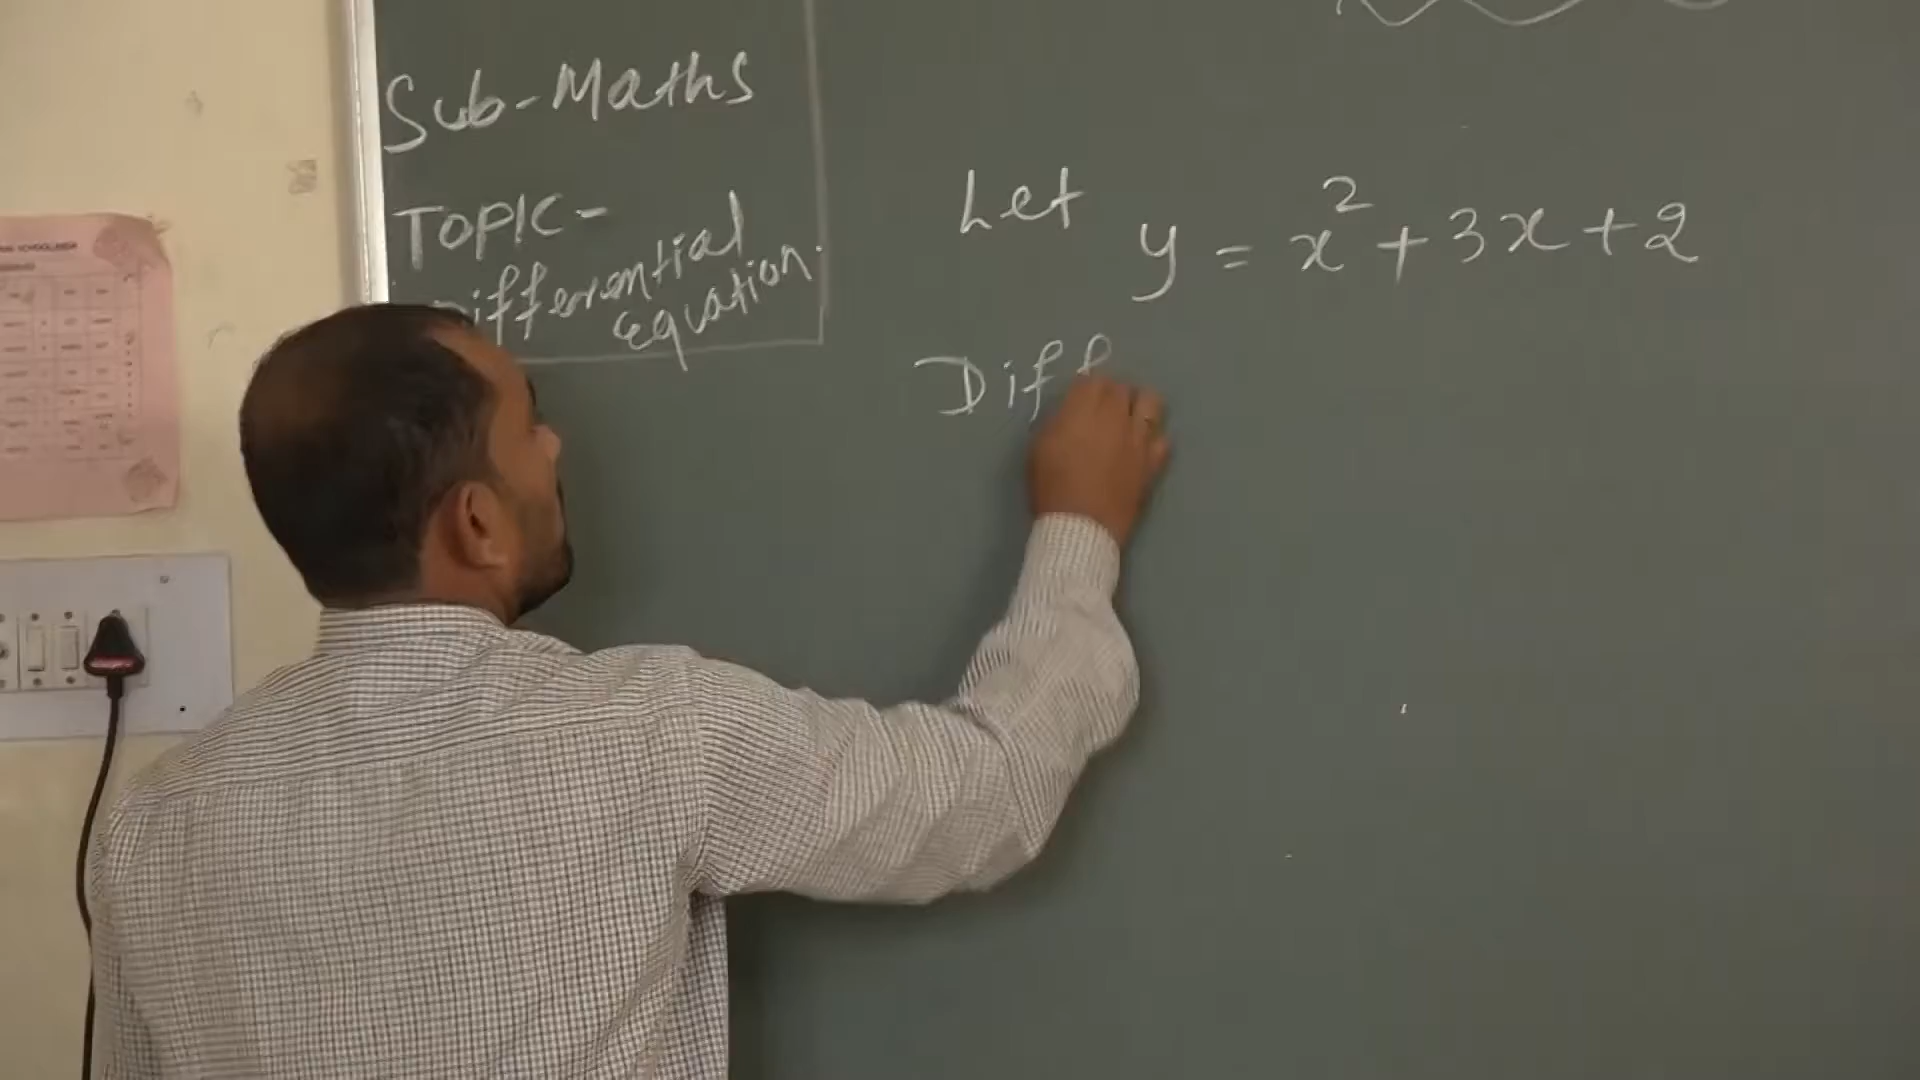 Sub-Maths
TOPIC-
Differential
Equation.
Let y = x² + 3x + 2
Diff